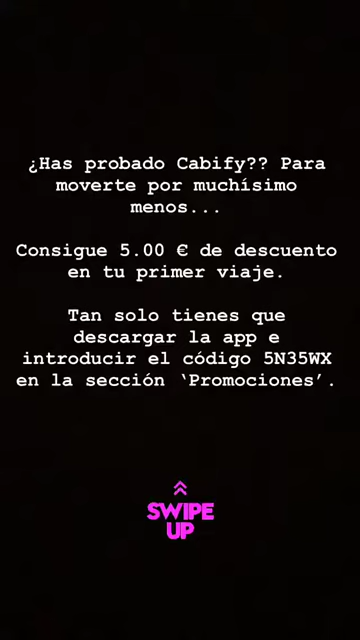 ¿Has probado Cabify?? Para
moverte por muchísimo
menos...
Consigue 5.00 € de descuento
en tu primer viaje.
Tan solo tienes que
descargar la app e
introducir el código 5N35WX
en la sección ‘Promociones’.
SWIPE
UP